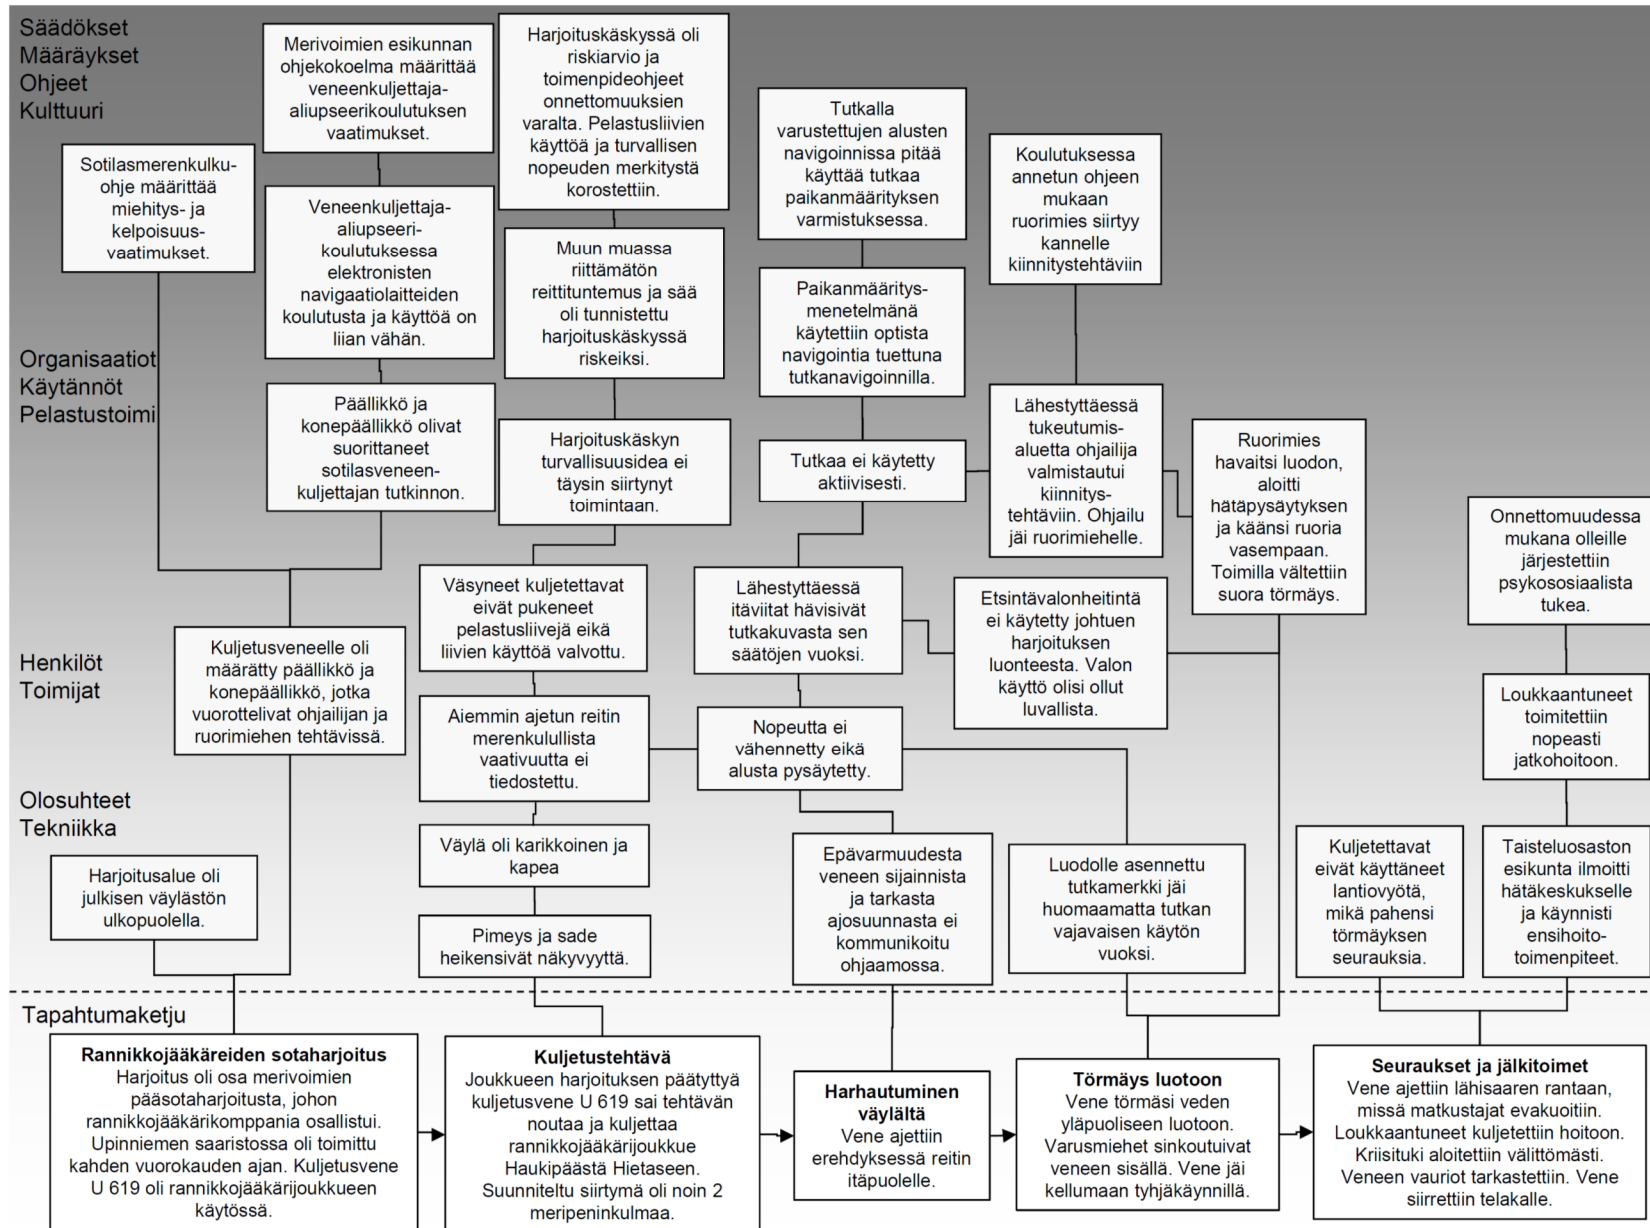 Säädökset
Määräykset
Ohjeet
Kulttuuri
Sotilasmerenkulku-
ohje määrittää
miehitys- ja
kelpoisuus-
vaatimukset.
Merivoimien esikunnan
ohjekokoelma määrittää
veneenkuljettaja-
aliupseerikoulutuksen
vaatimukset.
Harjoituskäskyssä oli
riskiarvio ja
toimenpideohjeet
onnettomuuksien
varalta. Pelastusliivien
käyttöä ja turvallisen
nopeuden merkitystä
korostettiin.
Tutkalla
varustettujen alusten
navigoinnissa pitää
käyttää tutkaa
paikanmäärityksen
varmistuksessa.
Koulutuksessa
annetun ohjeen
mukaan
ruorimies siirtyy
kannelle
kiinnitystehtäviin
Veneenkuljettaja-
aliupseeri-
koulutuksessa
elektronisten
navigaatiolaitteiden
koulutusta ja käyttöä on
liian vähän.
Muun muassa
riittämätön
reittituntemus ja sää
oli tunnistettu
harjoituskäskyssä
riskeiksi.
Paikanmääritys-
menetelmänä
käytettiin optista
navigointia tuettuna
tutkanavigoinnilla.
Organisaatiot
Käytännöt
Pelastustoimi
Päällikkö ja
konepäällikkö olivat
suorittaneet
sotilasveneen-
kuljettajan tutkinnon.
Harjoituskäskyn
turvallisuusidea ei
täysin siirtynyt
toimintaan.
Tutkaa ei käytetty
aktiivisesti.
Lähestyttäessä
tukeutumis-
aluetta ohjailija
valmistautui
kiinnitys-
tehtäviin. Ohjailu
jäi ruorimiehelle.
Ruorimies
havaitsi luodon,
aloitti
hätäpysäytyksen
ja käänsi ruoria
vasempaan.
Toimilla vältettiin
suora törmäys.
Onnettomuudessa
mukana olleille
järjestettiin
psykososiaalista
tukea.
Henkilöt
Toimijat
Kuljetusveneelle oli
määrätty päällikkö ja
konepäällikkö, jotka
vuorottelivat ohjailijan ja
ruorimiehen tehtävissä.
Väsyneet kuljetettavat
eivät pukeneet
pelastusliivejä eikä
liivien käyttöä valvottu.
Lähestyttäessä
itäviitat hävisivät
tutkakuvasta sen
säätöjen vuoksi.
Etsintävalonheitintä
ei käytetty johtuen
harjoituksen
luonteesta. Valon
käyttö olisi ollut
luvallista.
Aiemmin ajetun reitin
merenkulullista
vaativuutta ei
tiedostettu.
Nopeutta ei
vähennetty eikä
alusta pysäytetty.
Loukkaantuneet
toimitettiin
nopeasti
jatkohoitoon.
Olosuhteet
Tekniikka
Harjoitusalue oli
julkisen väylästön
ulkopuolella.
Väylä oli karikkoinen ja
kapea
Pimeys ja sade
heikensivät näkyvyyttä.
Epävarmuudesta
veneen sijainnista
ja tarkasta
ajosuunnasta ei
kommunikoitu
ohjaamossa.
Luodolle asennettu
tutkamerkki jäi
huomaamatta tutkan
vajavaisen käytön
vuoksi.
Kuljetettavat
eivät käyttäneet
lantiovyötä,
mikä pahensi
törmäyksen
seurauksia.
Taisteluosaston
esikunta ilmoitti
hätäkeskukselle
ja käynnisti
ensihoito-
toimenpiteet.
Tapahtumaketju
Rannikkojääkäreiden sotaharjoitus
Harjoitus oli osa merivoimien
pääsotaharjoitusta, johon
rannikkojääkärikomppania osallistui.
Upinniemen saaristossa oli toimittu
kahden vuorokauden ajan. Kuljetusvene
U 619 oli rannikkojääkärijoukkueen
käytössä.
Kuljetustehtävä
Joukkueen harjoituksen päätyttyä
kuljetusvene U 619 sai tehtävän
noutaa ja kuljettaa
rannikkojääkärijoukkue
Haukipäästä Hietaseen.
Suunniteltu siirtymä oli noin 2
meripeninkulmaa.
Harhautuminen
väylältä
Vene ajettiin
erehdyksessä reitin
itäpuolelle.
Törmäys luotoon
Vene törmäsi veden
yläpuoliseen luotoon.
Varusmiehet sinkoutuivat
veneen sisällä. Vene jäi
kellumaan tyhjäkäynnillä.
Seuraukset ja jälkitoimet
Vene ajettiin lähisaaren rantaan,
missä matkustajat evakuoitiin.
Loukkaantuneet kuljetettiin hoitoon.
Kriisituki aloitettiin välittömästi.
Veneen vauriot tarkastettiin. Vene
siirrettiin telakalle.